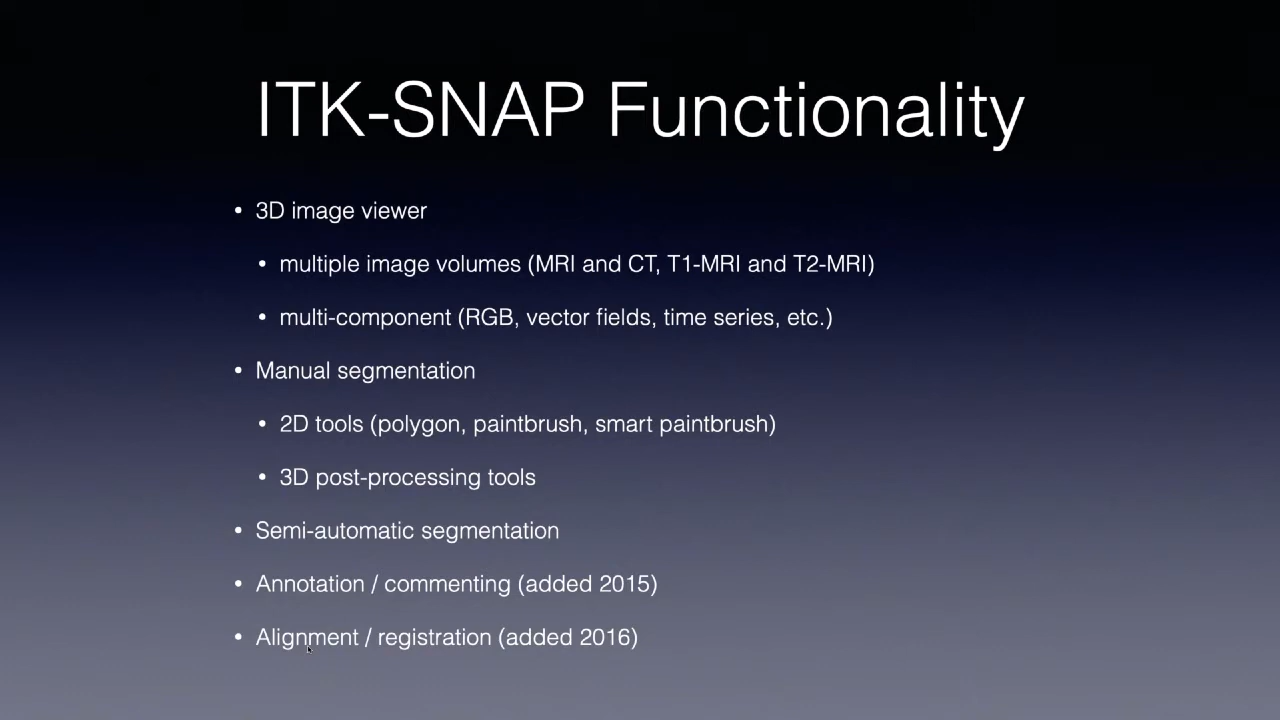 ITK-SNAP Functionality
• 3D image viewer
• multiple image volumes (MRI and CT, T1-MRI and T2-MRI)
• multi-component (RGB, vector fields, time series, etc.)
• Manual segmentation
• 2D tools (polygon, paintbrush, smart paintbrush)
• 3D post-processing tools
• Semi-automatic segmentation
• Annotation / commenting (added 2015)
• Alignment / registration (added 2016)